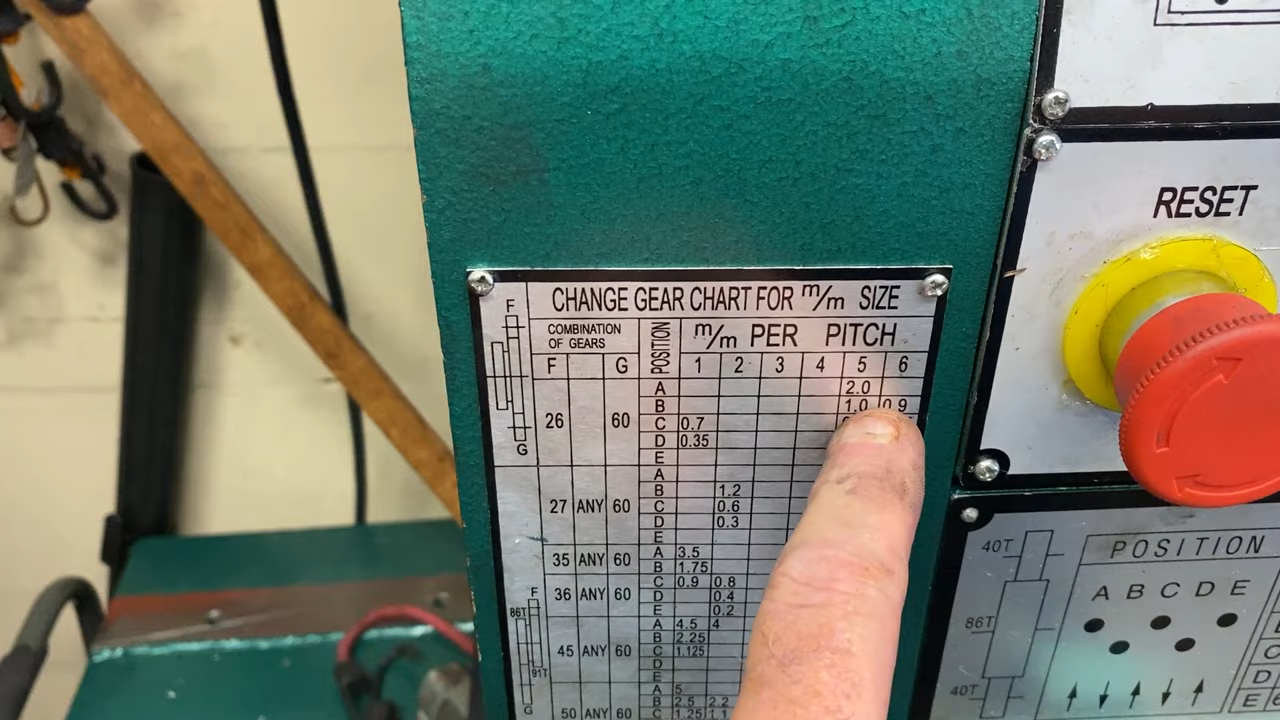 CHANGE GEAR CHART FOR m/m SIZE
F
G
COMBINATION OF GEARS
POSITION
m/m PER PITCH
F G 1 2 3 4 5 6
26 60
A 2.0
B 1.0 0.9
C 0.7
D 0.35
E
27 ANY 60
A
B 1.2
C 0.6
D 0.3
E
35 ANY 60
A 3.5
B 1.75
36 ANY 60
C 0.9 0.8
D 0.4
E 0.2
45 ANY 60
A 4.5 4
B 2.25
C 1.125
D
E
50 ANY 60
A 5
B 2.5 2.2
C 1.25 1.1
F
86T
91T
G
RESET
40T
86T
40T
POSITION
A B C D E
C
D
E